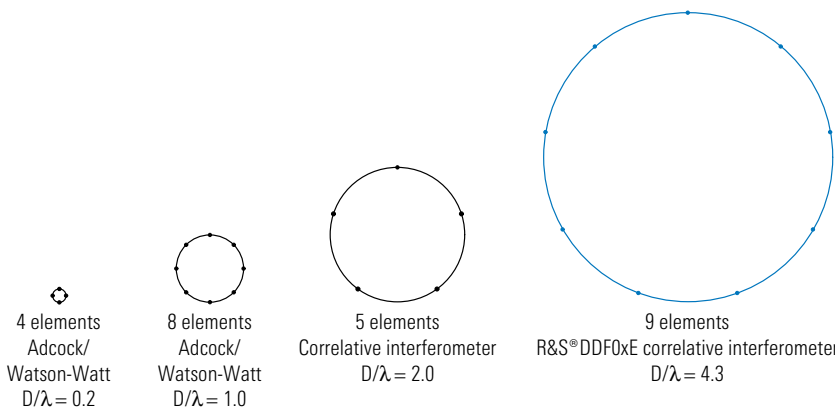 4 elements
Adcock/
Watson-Watt
D/λ = 0.2
8 elements
Adcock/
Watson-Watt
D/λ = 1.0
5 elements
Correlative interferometer
D/λ = 2.0
9 elements
R&S®DDF0xE correlative interferometer
D/λ = 4.3